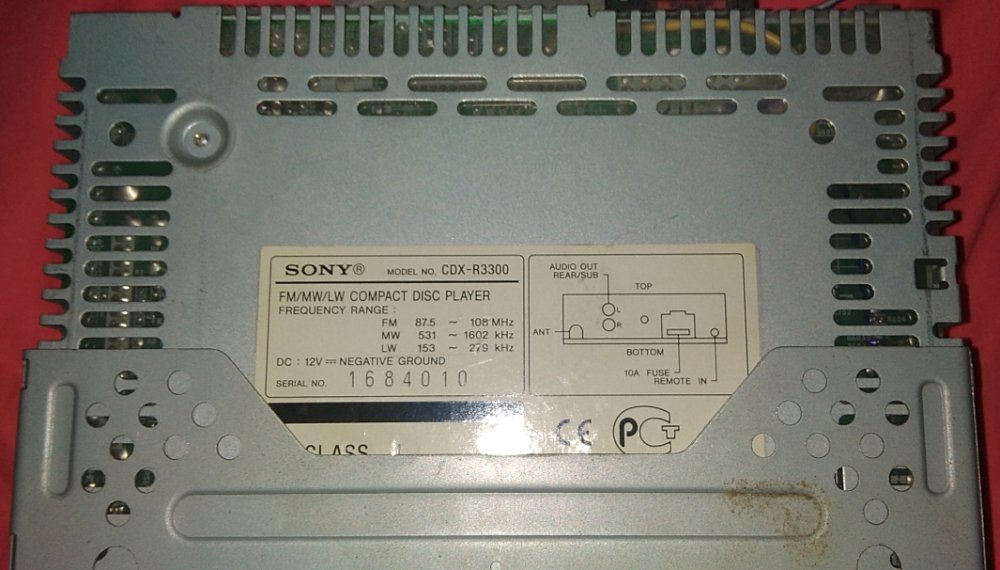 SONY® MODEL NO. CDX-R3300
FM/MW/LW COMPACT DISC PLAYER
FREQUENCY RANGE :
FM 87.5 ~ 108 MHz
MW 531 ~ 1602 kHz
LW 153 ~ 279 kHz
DC : 12V ⎓ NEGATIVE GROUND
SERIAL NO. 1684010
AUDIO OUT
REAR/SUB
TOP
L
R
ANT
BOTTOM
10A FUSE
REMOTE IN
CLASS
CE PCT